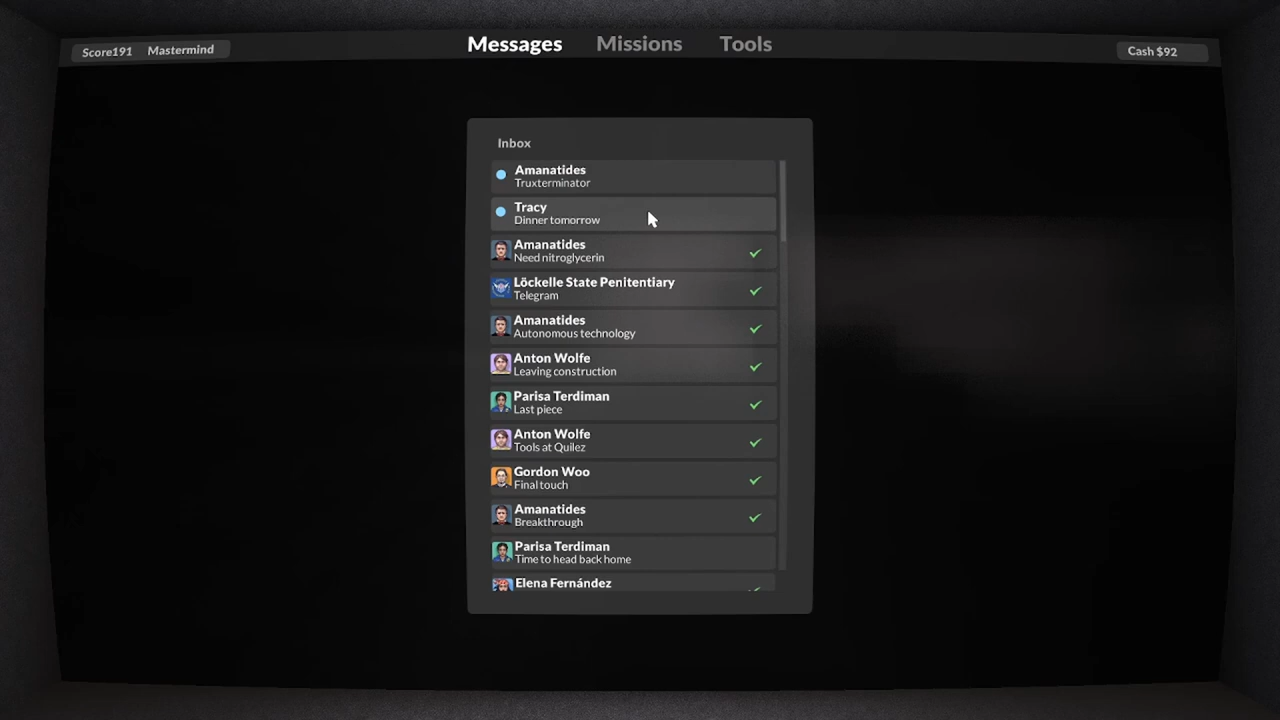 Score191 Mastermind
Messages Missions Tools
Cash $92
Inbox
Amanatides
Truxterminator
Tracy
Dinner tomorrow
Amanatides
Need nitroglycerin
Löckelle State Penitentiary
Telegram
Amanatides
Autonomous technology
Anton Wolfe
Leaving construction
Parisa Terdiman
Last piece
Anton Wolfe
Tools at Quilez
Gordon Woo
Final touch
Amanatides
Breakthrough
Parisa Terdiman
Time to head back home
Elena Fernández